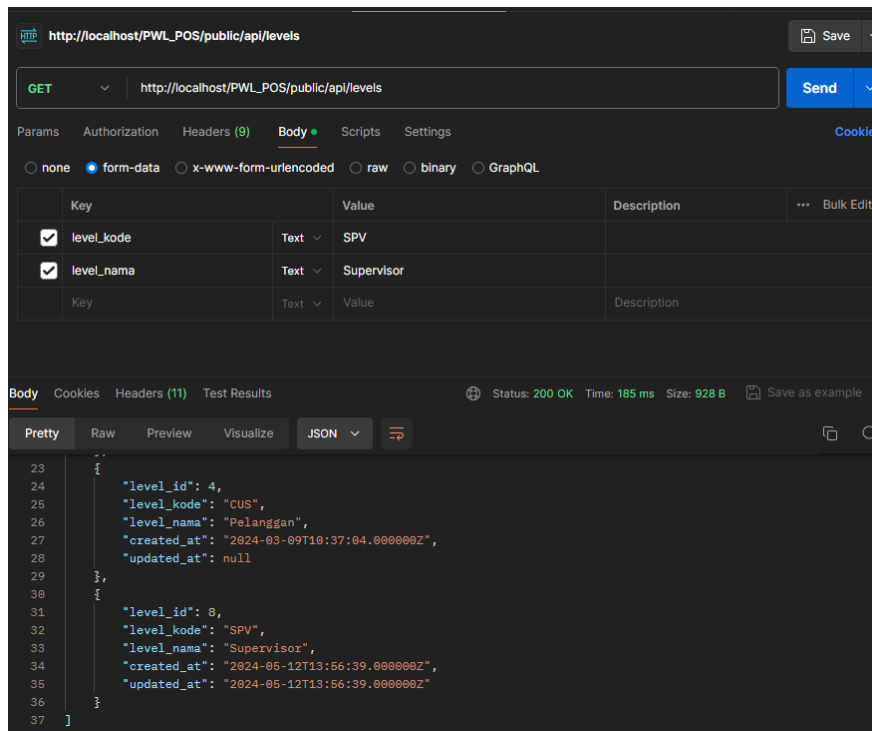 HTTP http://localhost/PWL_POS/public/api/levels Save
GET http://localhost/PWL_POS/public/api/levels Send
Params Authorization Headers (9) Body Scripts Settings Cookie
none form-data x-www-form-urlencoded raw binary GraphQL
Key Value Description ... Bulk Edit
level_kode Text SPV
level_nama Text Supervisor
Key Text Value Description
Body Cookies Headers (11) Test Results Status: 200 OK Time: 185 ms Size: 928 B Save as example
Pretty Raw Preview Visualize JSON
23 {
24 "level_id": 4,
25 "level_kode": "CUS",
26 "level_nama": "Pelanggan",
27 "created_at": "2024-03-09T10:37:04.000000Z",
28 "updated_at": null
29 },
30 {
31 "level_id": 8,
32 "level_kode": "SPV",
33 "level_nama": "Supervisor",
34 "created_at": "2024-05-12T13:56:39.000000Z",
35 "updated_at": "2024-05-12T13:56:39.000000Z"
36 }
37 ]